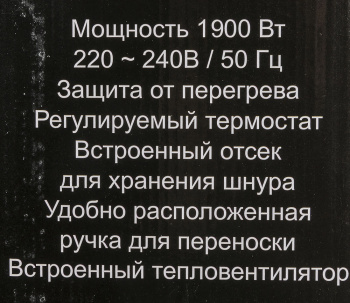 Мощность 1900 Вт
220 ~ 240В / 50 Гц
Защита от перегрева
Регулируемый термостат
Встроенный отсек
для хранения шнура
Удобно расположенная
ручка для переноски
Встроенный тепловентилятор